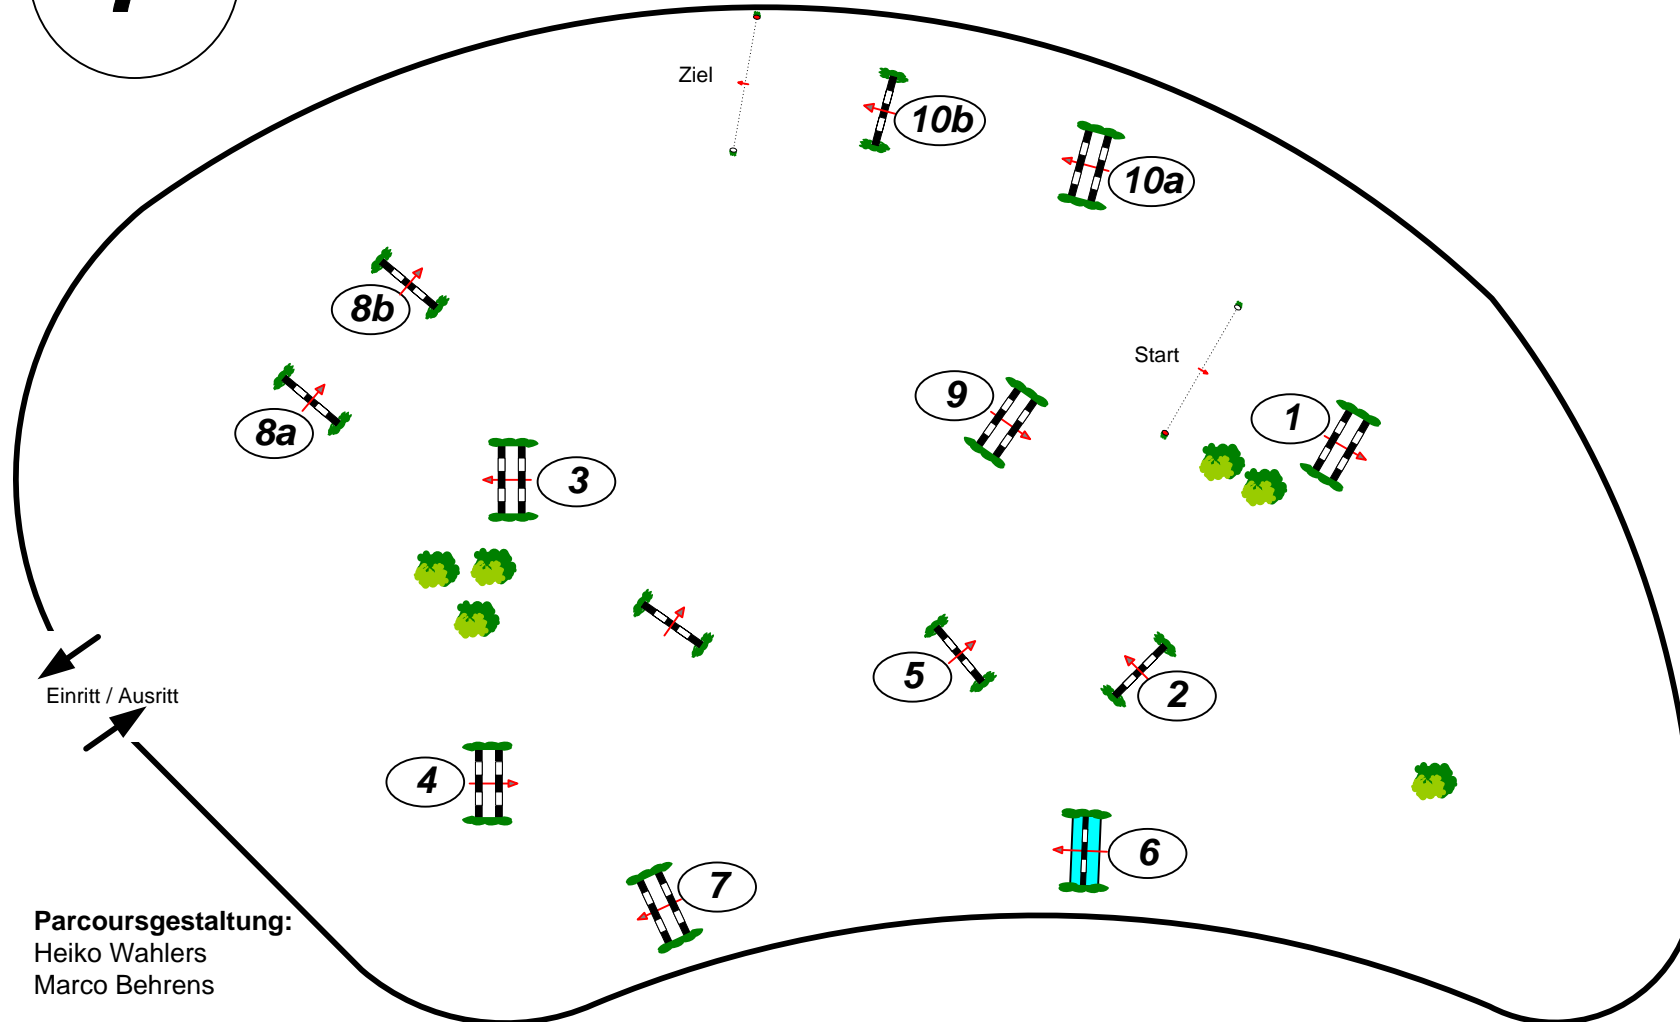 Ziel
10b
10a
8b
Start
9
1
8a
3
5
2
Einritt / Ausritt
4
6
7
Parcoursgestaltung:
Heiko Wahlers
Marco Behrens